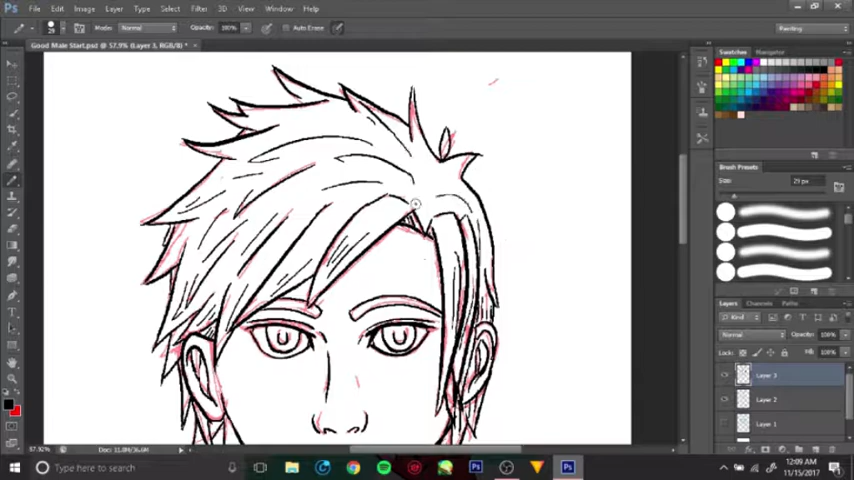 Ps File Edit Image Layer Type Select Filter 3D View Window Help
29 Mode: Normal Opacity: 100% Auto Erase Painting
Good Male Start.psd @ 57.9% (Layer 3, RGB/8) * ×
Swatches Navigator
Brush Presets
Size: 29 px
Layers Channels Paths
Kind
Normal Opacity: 100%
Lock: Fill: 100%
Layer 3
Layer 2
Layer 1
57.92% Doc: 11.8M/36.6M
Type here to search
12:09 AM
11/15/2017